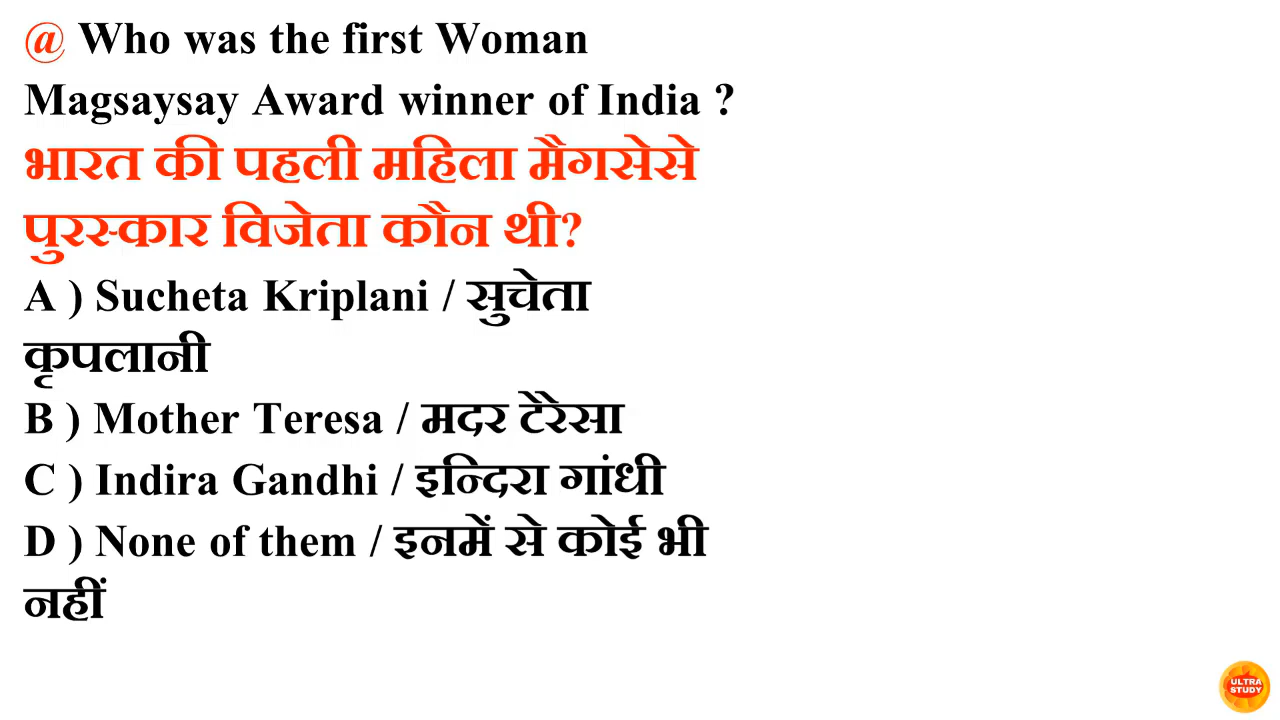 @ Who was the first Woman
Magsaysay Award winner of India ?
भारत की पहली महिला मैगसेसे
पुरस्कार विजेता कौन थी?
A ) Sucheta Kriplani / सुचेता
कृपलानी
B ) Mother Teresa / मदर टेरेसा
C ) Indira Gandhi / इन्दिरा गांधी
D ) None of them / इनमें से कोई भी
नहीं
ULTRA
STUDY